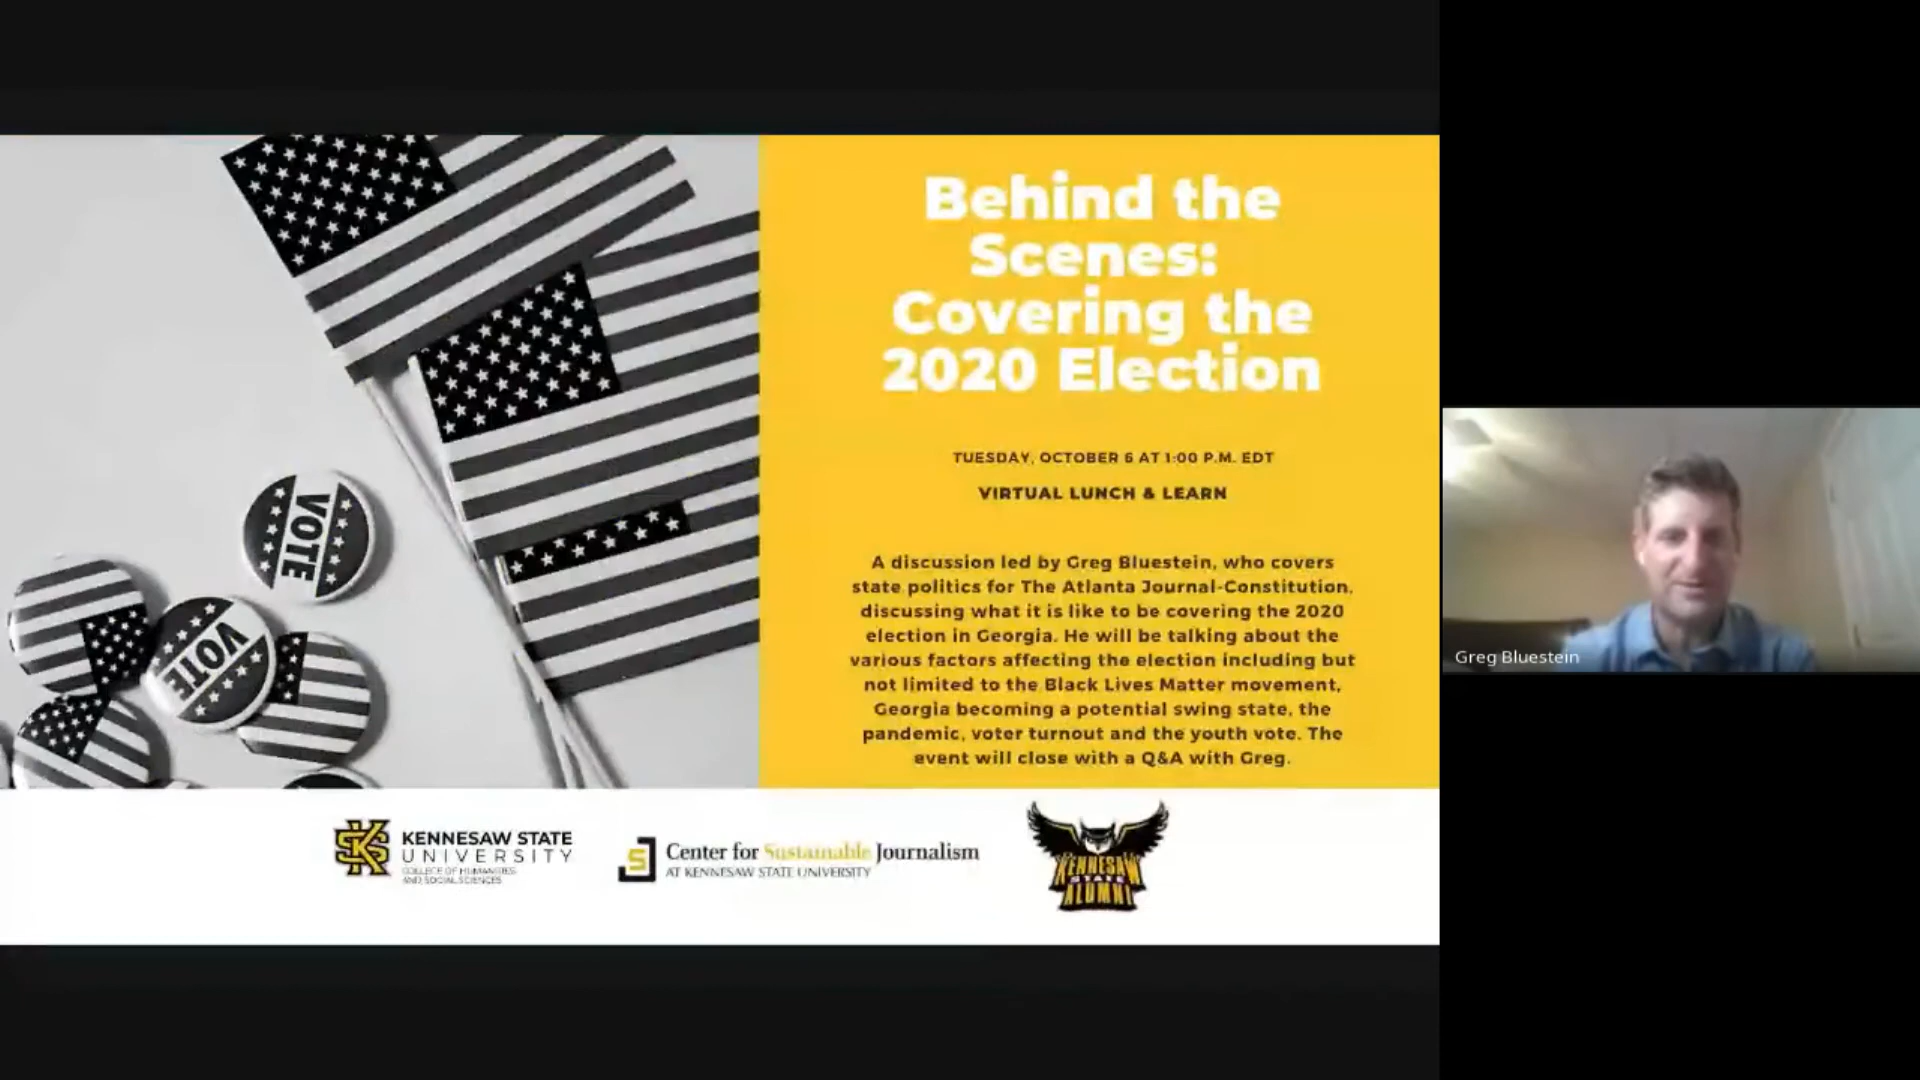 Behind the
Scenes:
Covering the
2020 Election
TUESDAY, OCTOBER 6 AT 1:00 P.M. EDT
VIRTUAL LUNCH & LEARN
A discussion led by Greg Bluestein, who covers
state politics for The Atlanta Journal-Constitution,
discussing what it is like to be covering the 2020
election in Georgia. He will be talking about the
various factors affecting the election including but
not limited to the Black Lives Matter movement,
Georgia becoming a potential swing state, the
pandemic, voter turnout and the youth vote. The
event will close with a Q&A with Greg.
VOTE
VOTE
KS
KENNESAW STATE
UNIVERSITY
COLLEGE OF HUMANITIES
AND SOCIAL SCIENCES
SJ
Center for Sustainable Journalism
AT KENNESAW STATE UNIVERSITY
KENNESAW
STATE
ALUMNI
Greg Bluestein